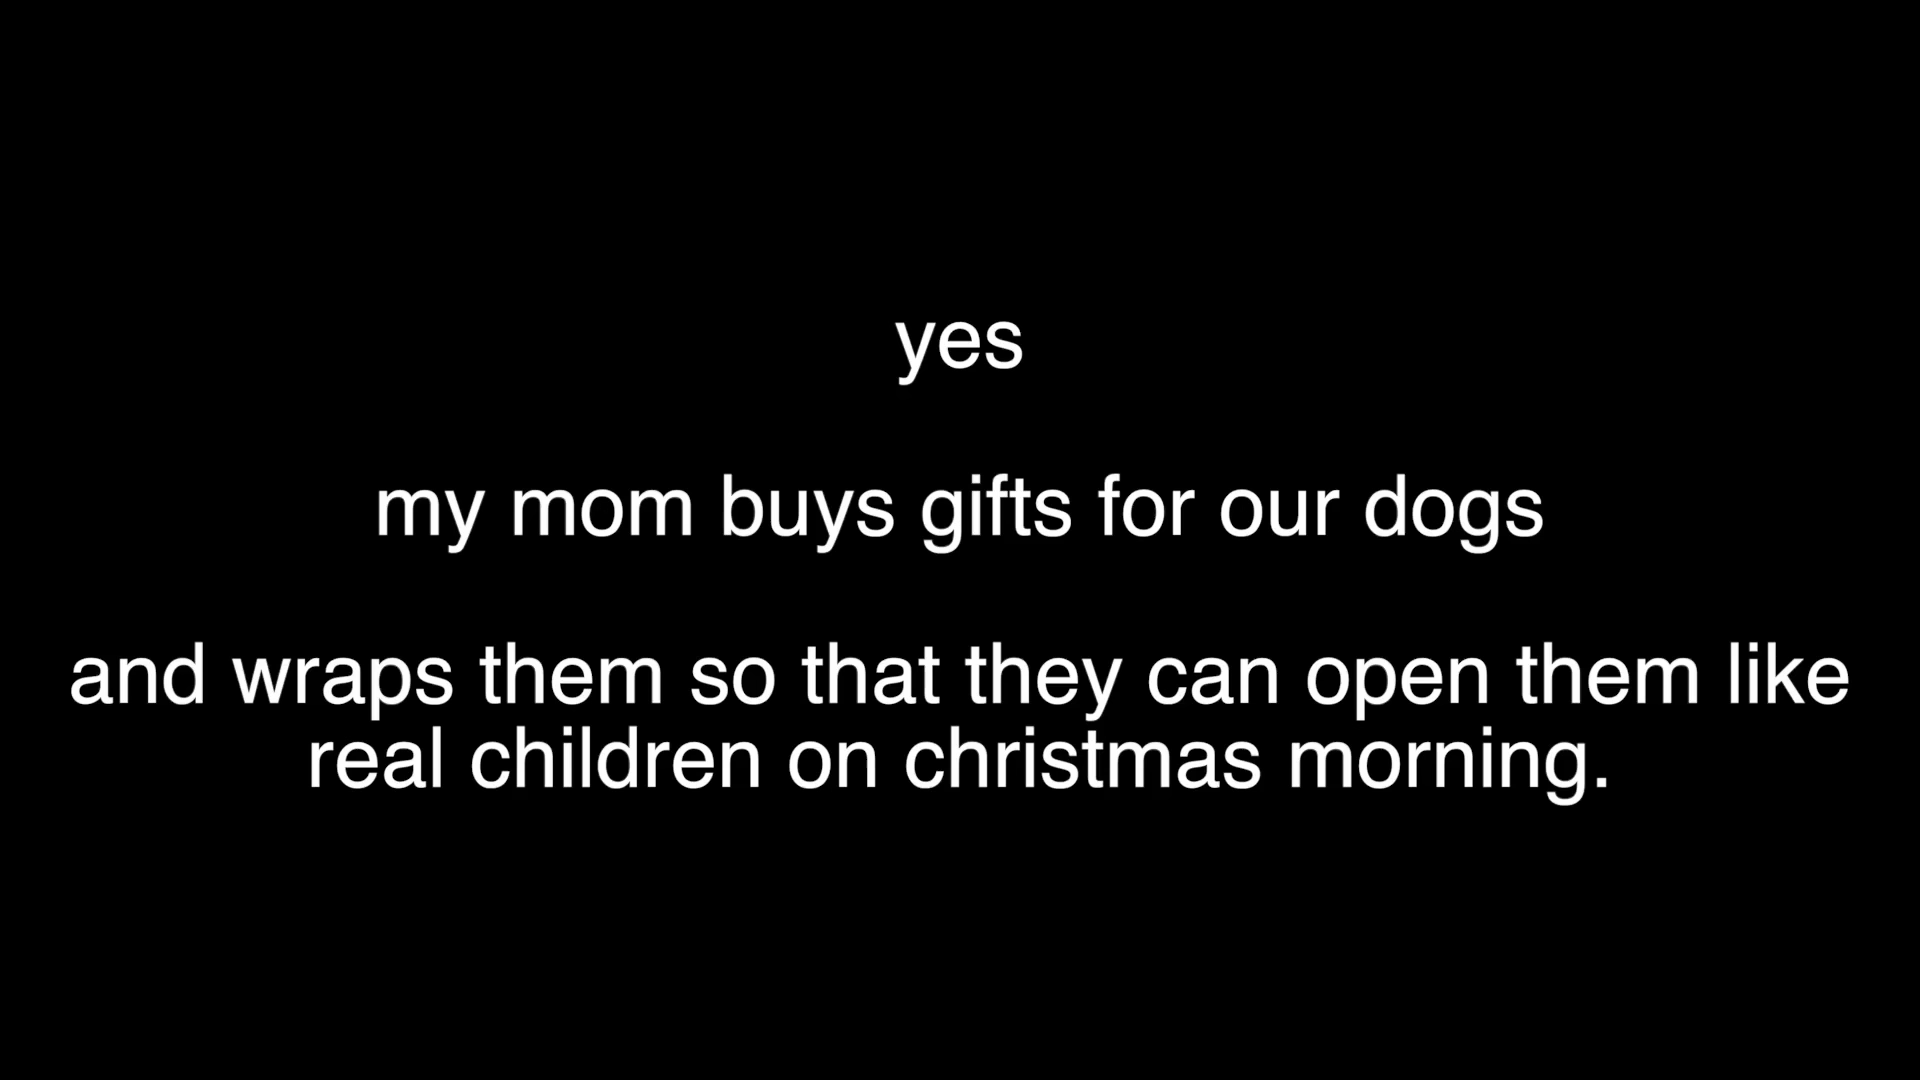 yes
my mom buys gifts for our dogs
and wraps them so that they can open them like
real children on christmas morning.